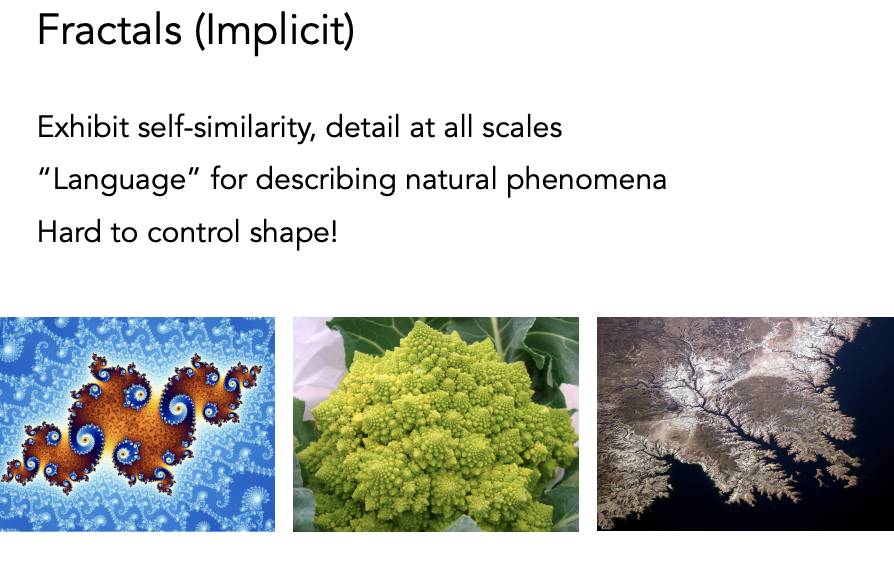 Fractals (Implicit)
Exhibit self-similarity, detail at all scales
“Language” for describing natural phenomena
Hard to control shape!